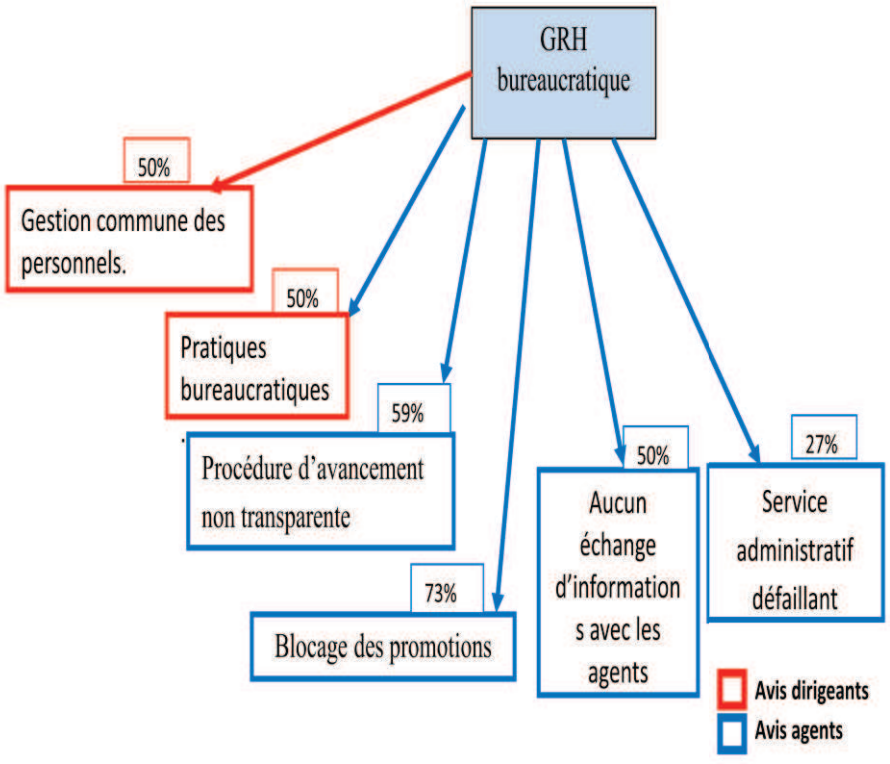 GRH
bureaucratique
50%
Gestion commune des
personnels.
50%
Pratiques
bureaucratiques
.
59%
Procédure d’avancement
non transparente
73%
Blocage des promotions
50%
Aucun
échange
d’information
s avec les
agents
27%
Service
administratif
défaillant
Avis dirigeants
Avis agents